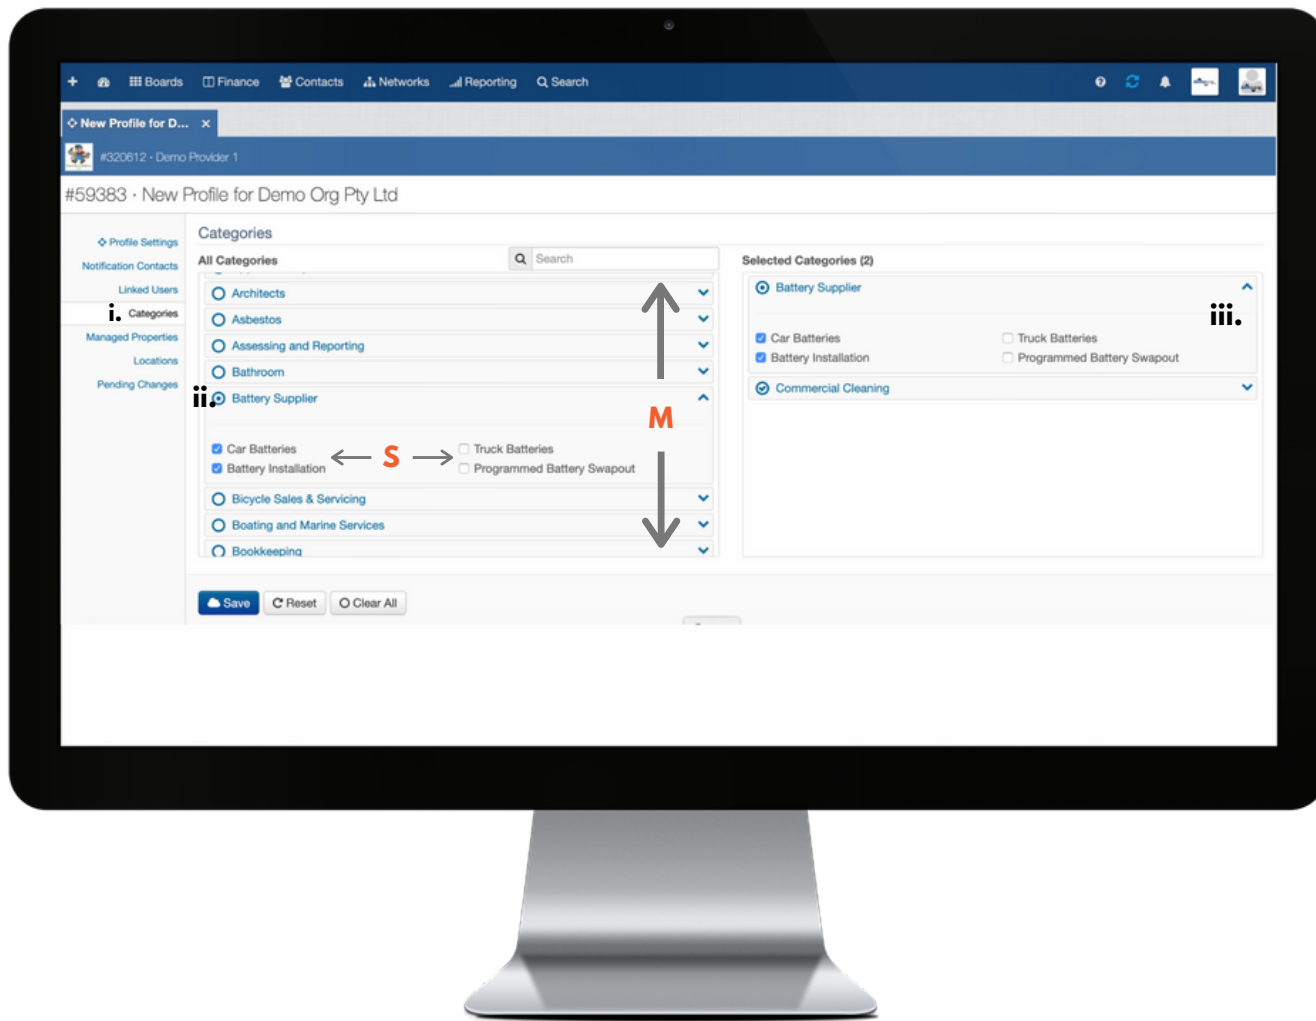 Boards Finance Contacts Networks Reporting Search
New Profile for D... ×
#320612 · Demo Provider 1
#59383 · New Profile for Demo Org Pty Ltd
Profile Settings
Notification Contacts
Linked Users
i. Categories
Managed Properties
Locations
Pending Changes
Categories
All Categories
Search
Architects
Asbestos
Assessing and Reporting
Bathroom
ii. Battery Supplier
Car Batteries
Truck Batteries
Battery Installation
Programmed Battery Swapout
S
M
Bicycle Sales & Servicing
Boating and Marine Services
Bookkeeping
Selected Categories (2)
Battery Supplier
iii.
Car Batteries
Truck Batteries
Battery Installation
Programmed Battery Swapout
Commercial Cleaning
Save Reset Clear All